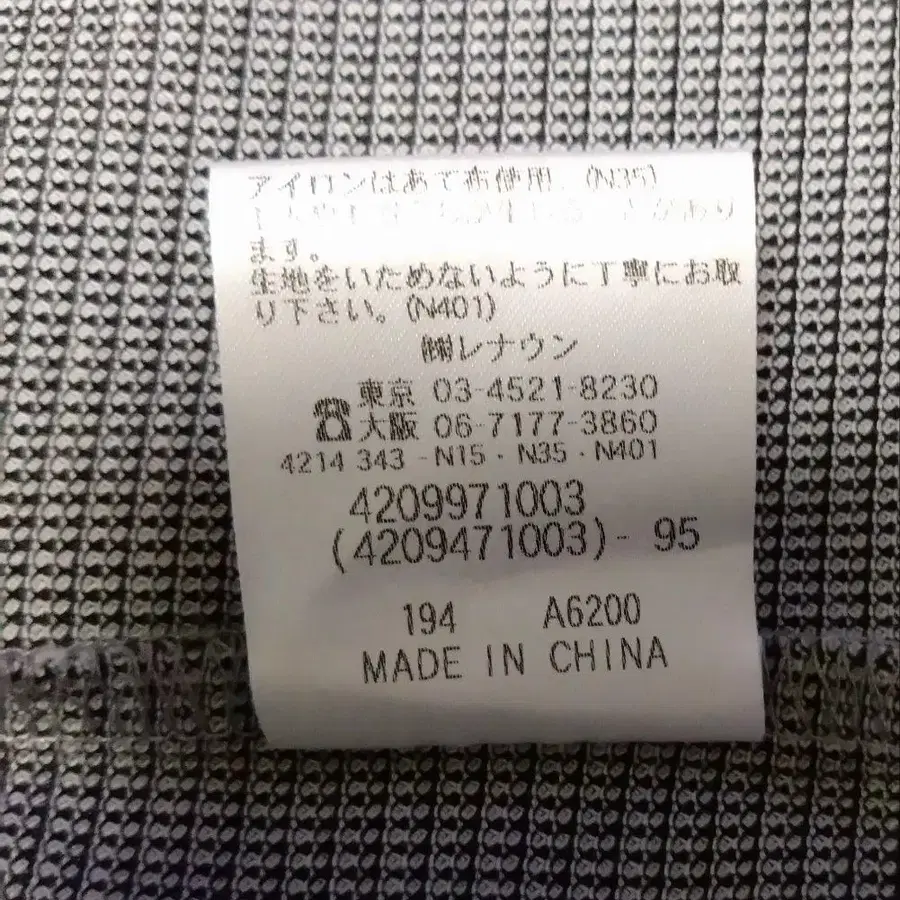 アイロンはあて布使用。(N35)
があり
ます。
生地をいためないように丁寧にお取
り下さい。(N401)
㈱レナウン
東京 03-4521-8230
☎大阪 06-7177-3860
4214 343 - N15・N35・N401
4209971003
(4209471003) - 95
194 A6200
MADE IN CHINA